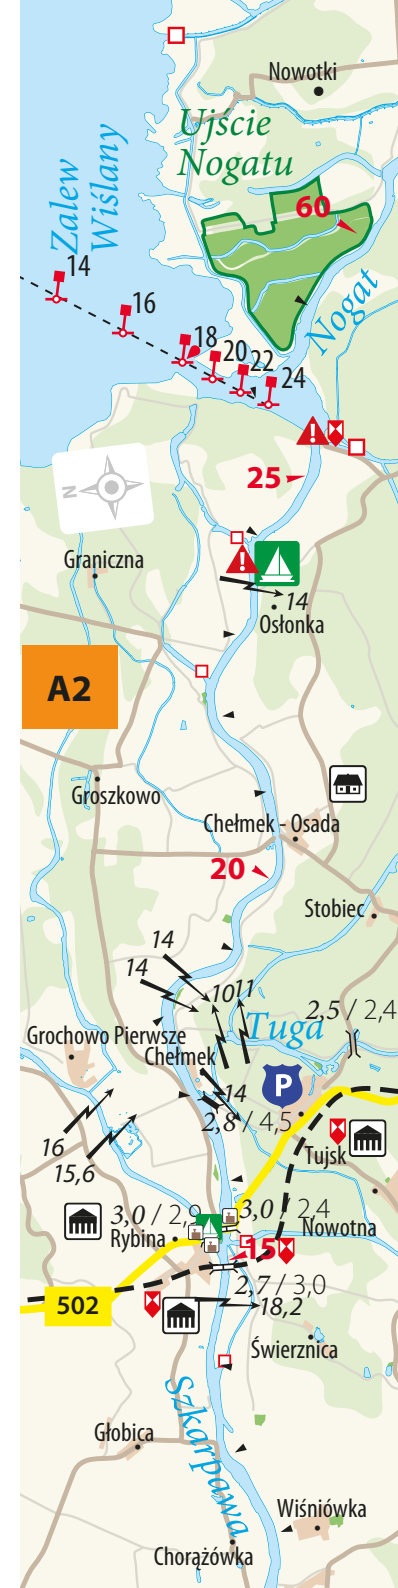 Nowotki
Ujście
Nogatu
Zalew
Wiślany
60
14
16
Nogat
18
20
22
24
25
N
Graniczna
14
Osłonka
A2
Groszkowo
Chełmek - Osada
20
Stobiec
14
14
10
11
2,5 / 2,4
Tuga
Grochowo Pierwsze
Chełmek
P
14
2,8 / 4,5
16
15,6
Tujsk
3,0 / 2,9
3,0 / 2,4
Nowotna
Rybina
15
2,7 / 3,0
502
18,2
Świerznica
Szkarpawa
Głobica
Wiśniówka
Chorążówka